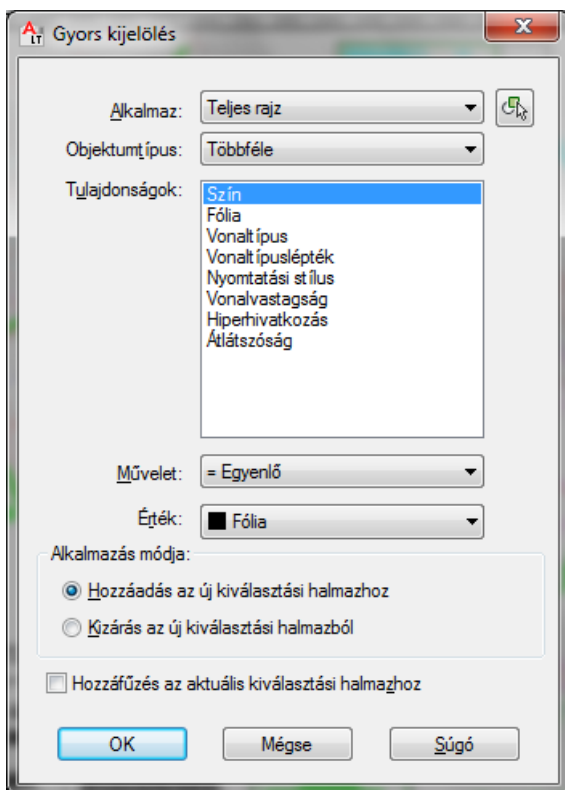 A LT Gyors kijelölés
Alkalmaz: Teljes rajz
Objektumtípus: Többféle
Tulajdonságok: Szín
Fólia
Vonaltípus
Vonaltípuslépték
Nyomtatási stílus
Vonalvastagság
Hiperhivatkozás
Átlátszóság
Művelet: = Egyenlő
Érték: Fólia
Alkalmazás módja:
Hozzáadás az új kiválasztási halmazhoz
Kizárás az új kiválasztási halmazból
Hozzáfűzés az aktuális kiválasztási halmazhoz
OK Mégse Súgó